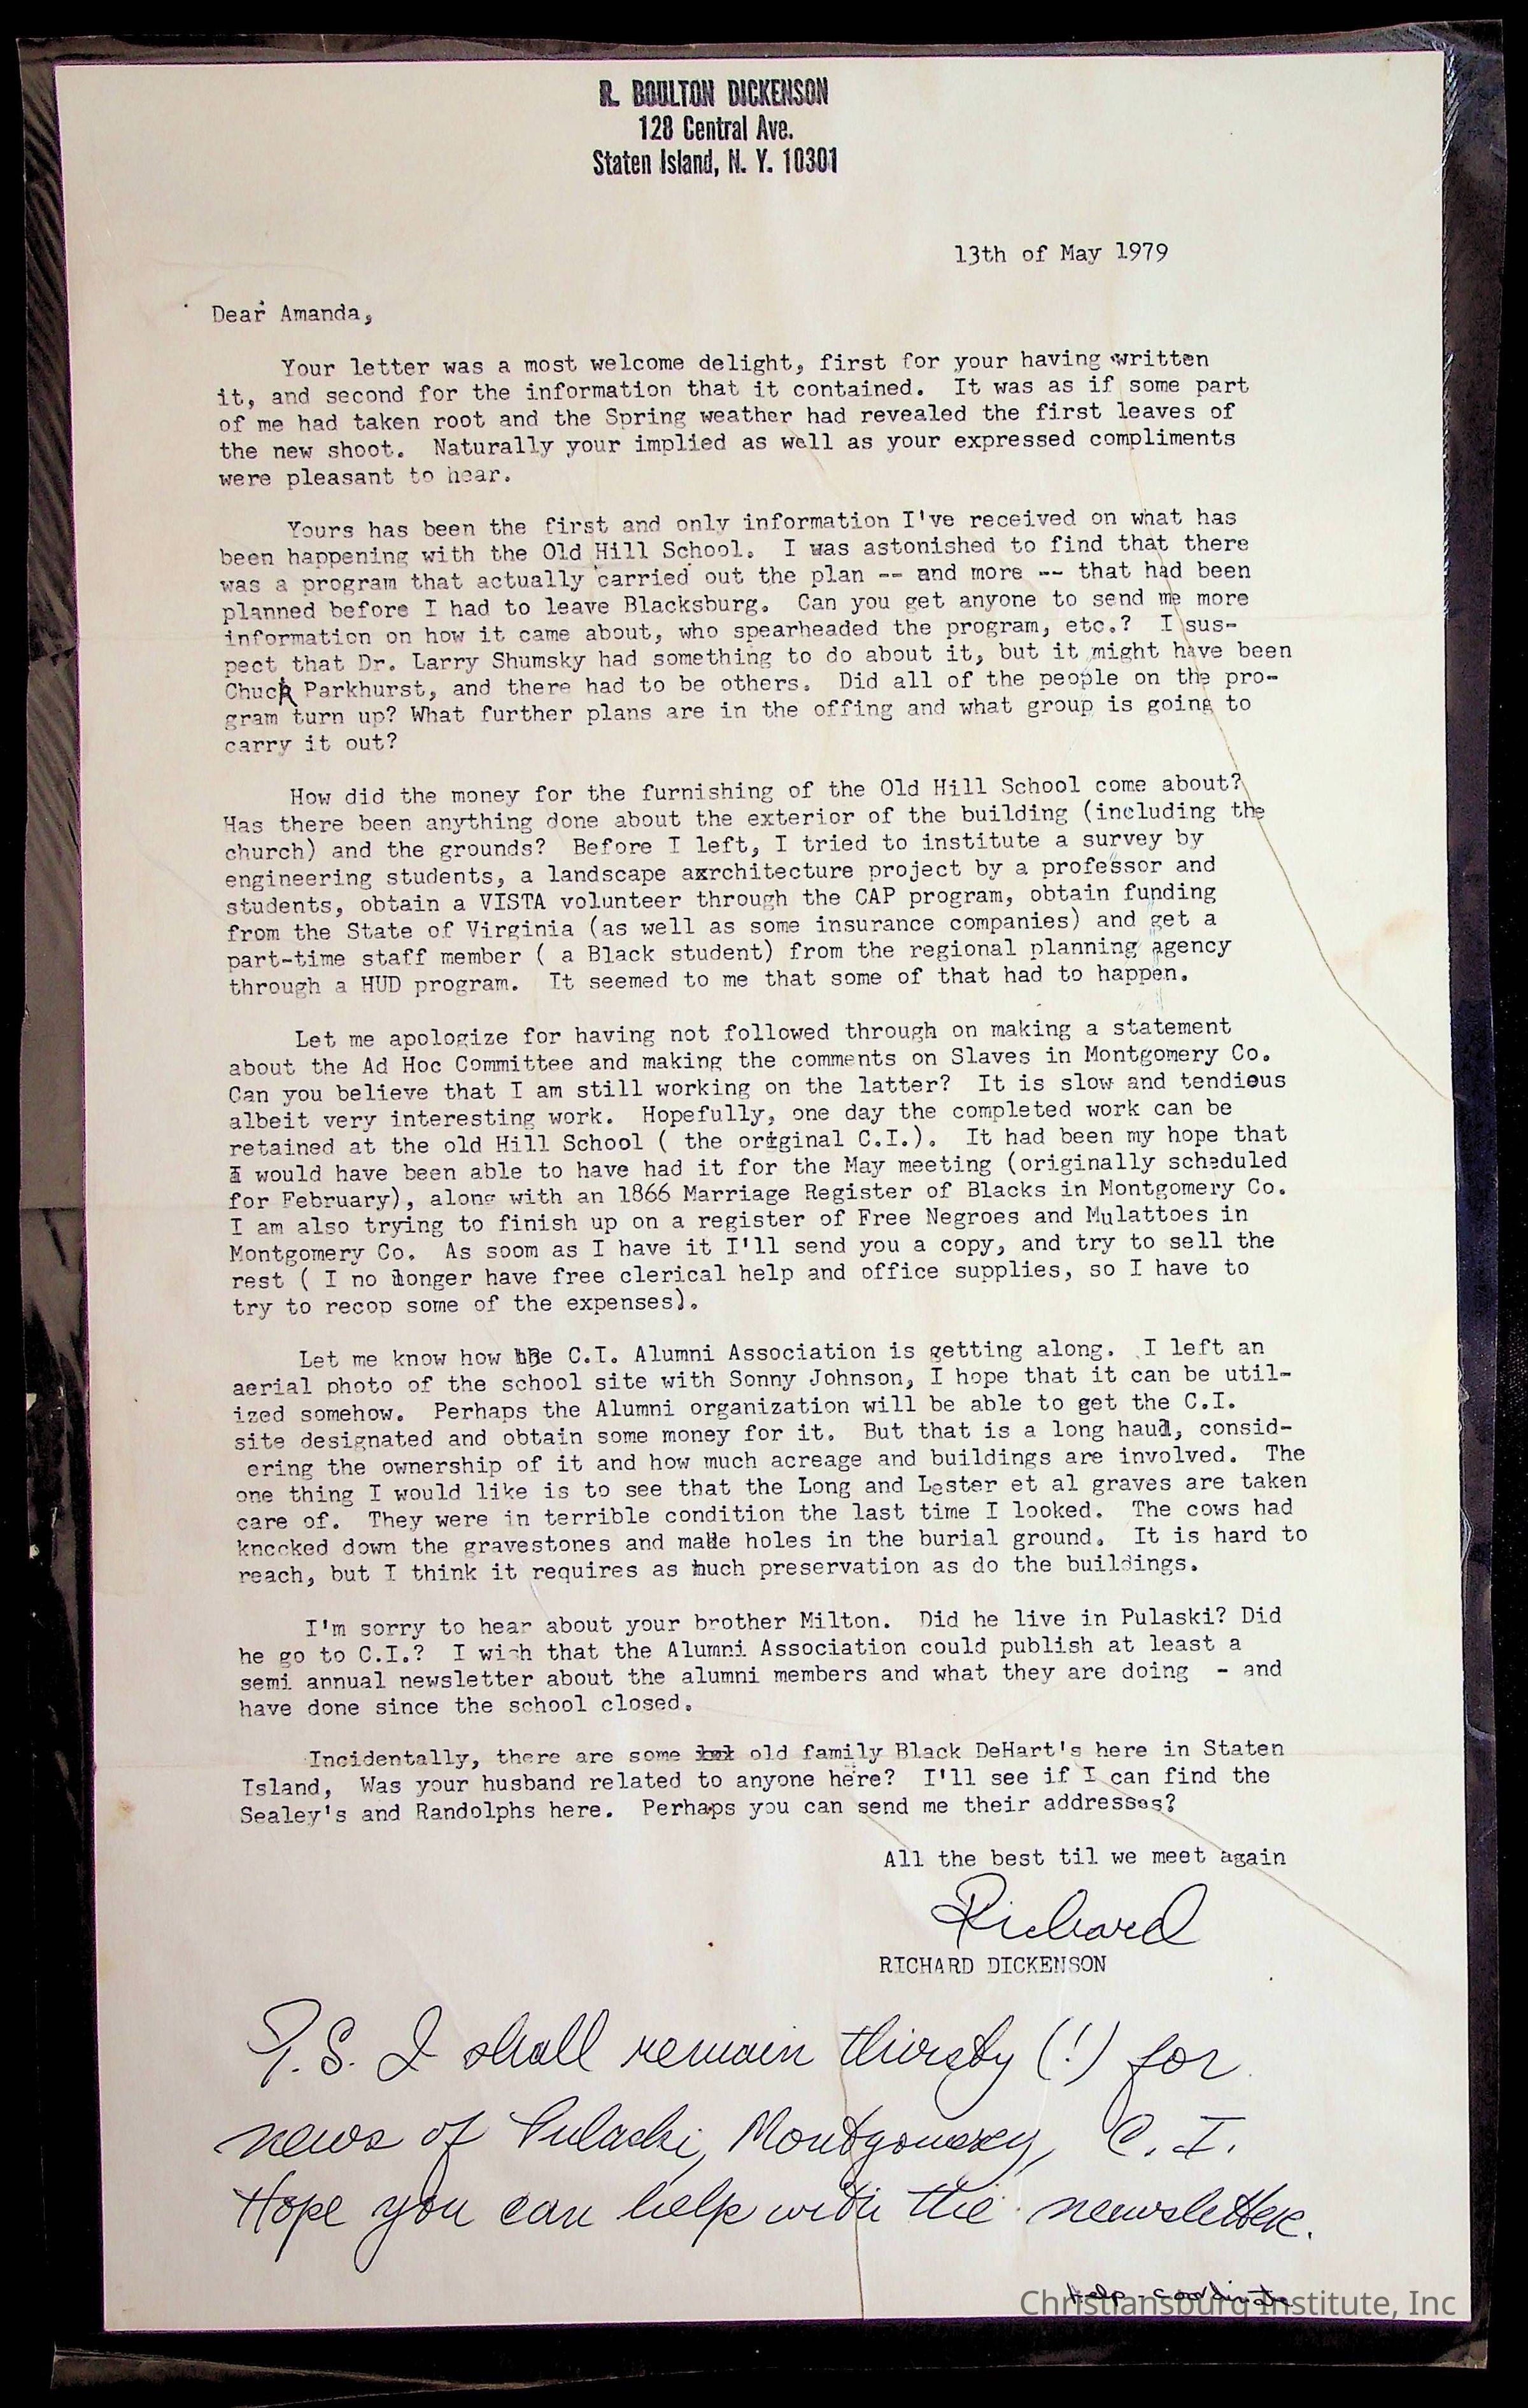 R. BOULTON DICKENSON
128 Central Ave.
Staten Island, N. Y. 10301
13th of May 1979
Dear Amanda,
Your letter was a most welcome delight, first for your having written
it, and second for the information that it contained. It was as if some part
of me had taken root and the Spring weather had revealed the first leaves of
the new shoot. Naturally your implied as well as your expressed compliments
were pleasant to hear.
Yours has been the first and only information I've received on what has
been happening with the Old Hill School. I was astonished to find that there
was a program that actually carried out the plan -- and more -- that had been
planned before I had to leave Blacksburg. Can you get anyone to send me more
information on how it came about, who spearheaded the program, etc.? I sus-
pect that Dr. Larry Shumsky had something to do about it, but it might have been
Chuck Parkhurst, and there had to be others. Did all of the people on the pro-
gram turn up? What further plans are in the offing and what group is going to
carry it out?
How did the money for the furnishing of the Old Hill School come about?
Has there been anything done about the exterior of the building (including the
church) and the grounds? Before I left, I tried to institute a survey by
engineering students, a landscape axrchitecture project by a professor and
students, obtain a VISTA volunteer through the CAP program, obtain funding
from the State of Virginia (as well as some insurance companies) and get a
part-time staff member ( a Black student) from the regional planning agency
through a HUD program. It seemed to me that some of that had to happen.
Let me apologize for having not followed through on making a statement
about the Ad Hoc Committee and making the comments on Slaves in Montgomery Co.
Can you believe that I am still working on the latter? It is slow and tendious
albeit very interesting work. Hopefully, one day the completed work can be
retained at the old Hill School ( the original C.I.). It had been my hope that
I would have been able to have had it for the May meeting (originally scheduled
for February), along with an 1866 Marriage Register of Blacks in Montgomery Co.
I am also trying to finish up on a register of Free Negroes and Mulattoes in
Montgomery Co. As soom as I have it I'll send you a copy, and try to sell the
rest ( I no longer have free clerical help and office supplies, so I have to
try to recop some of the expenses).
Let me know how the C.I. Alumni Association is getting along. I left an
aerial photo of the school site with Sonny Johnson, I hope that it can be util-
ized somehow. Perhaps the Alumni organization will be able to get the C.I.
site designated and obtain some money for it. But that is a long haul, consid-
ering the ownership of it and how much acreage and buildings are involved. The
one thing I would like is to see that the Long and Lester et al graves are taken
care of. They were in terrible condition the last time I looked. The cows had
knocked down the gravestones and made holes in the burial ground. It is hard to
reach, but I think it requires as much preservation as do the buildings.
I'm sorry to hear about your brother Milton. Did he live in Pulaski? Did
he go to C.I.? I wish that the Alumni Association could publish at least a
semi annual newsletter about the alumni members and what they are doing - and
have done since the school closed.
Incidentally, there are some old family Black DeHart's here in Staten
Island, Was your husband related to anyone here? I'll see if I can find the
Sealey's and Randolphs here. Perhaps you can send me their addresses?
All the best til we meet again
Richard
RICHARD DICKENSON
P.S. I shall remain thirsty (!) for
news of Pulaski, Montgomery, C. I.
Hope you can help with the newsletter.
Christiansburg Institute, Inc